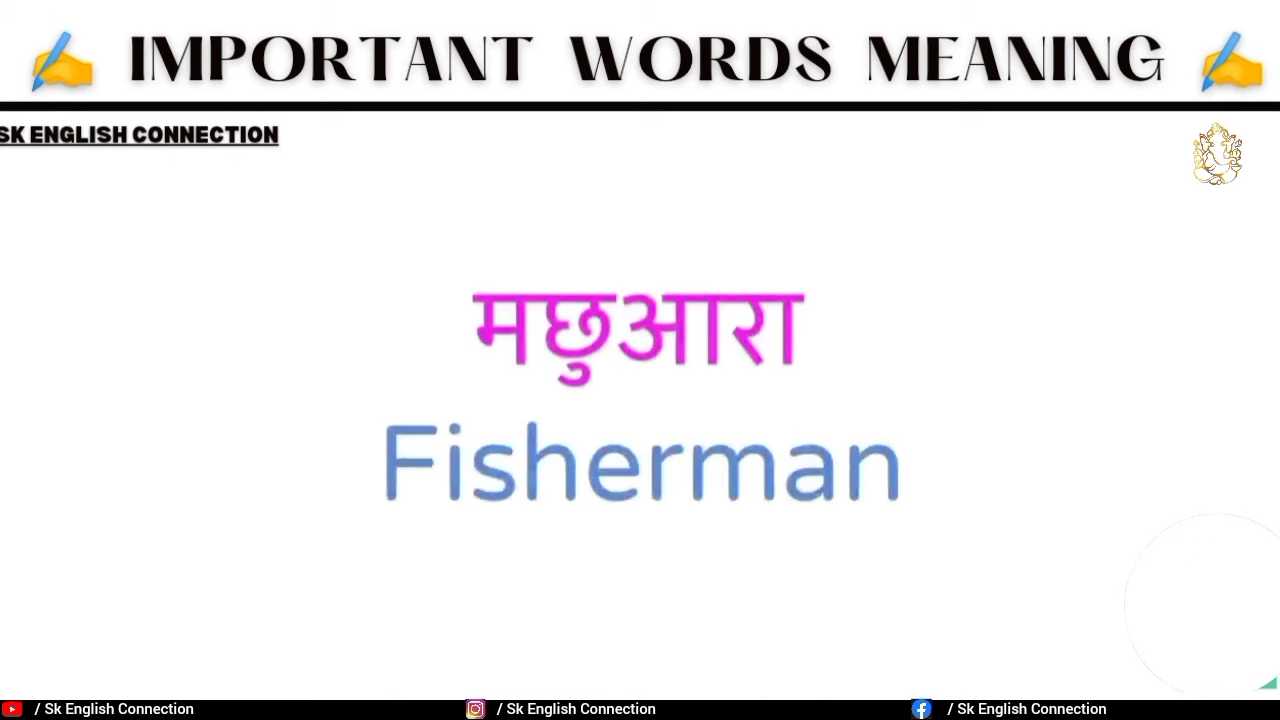 ✍️ IMPORTANT WORDS MEANING ✍️
SK ENGLISH CONNECTION
मछुआरा
Fisherman
/ Sk English Connection
/ Sk English Connection
/ Sk English Connection